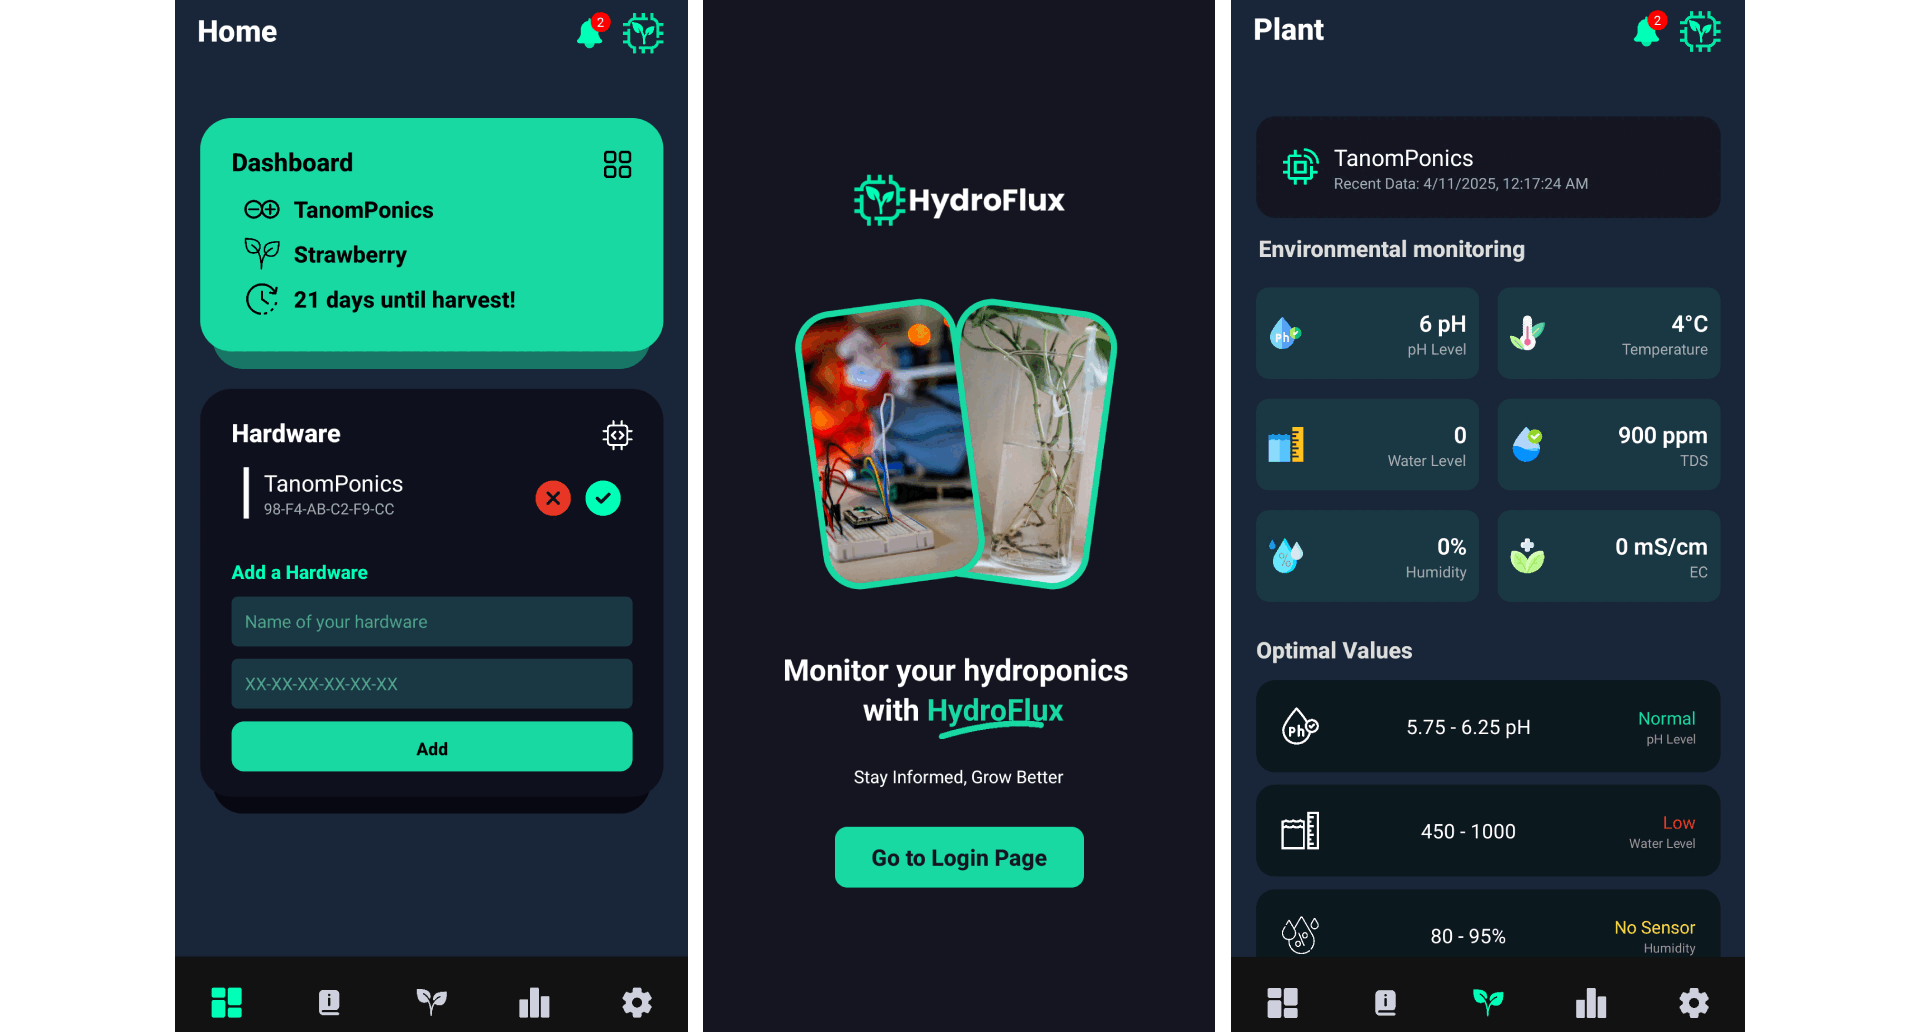 Home
2
Dashboard
TanomPonics
Strawberry
21 days until harvest!
Hardware
TanomPonics
98-F4-AB-C2-F9-CC
Add a Hardware
Name of your hardware
XX-XX-XX-XX-XX-XX
Add
HydroFlux
Monitor your hydroponics
with HydroFlux
Stay Informed, Grow Better
Go to Login Page
Plant
2
TanomPonics
Recent Data: 4/11/2025, 12:17:24 AM
Environmental monitoring
Ph
6 pH
pH Level
4°C
Temperature
0
Water Level
900 ppm
TDS
%
0%
Humidity
0 mS/cm
EC
Optimal Values
Ph
5.75 - 6.25 pH
Normal
pH Level
450 - 1000
Low
Water Level
%
80 - 95%
No Sensor
Humidity